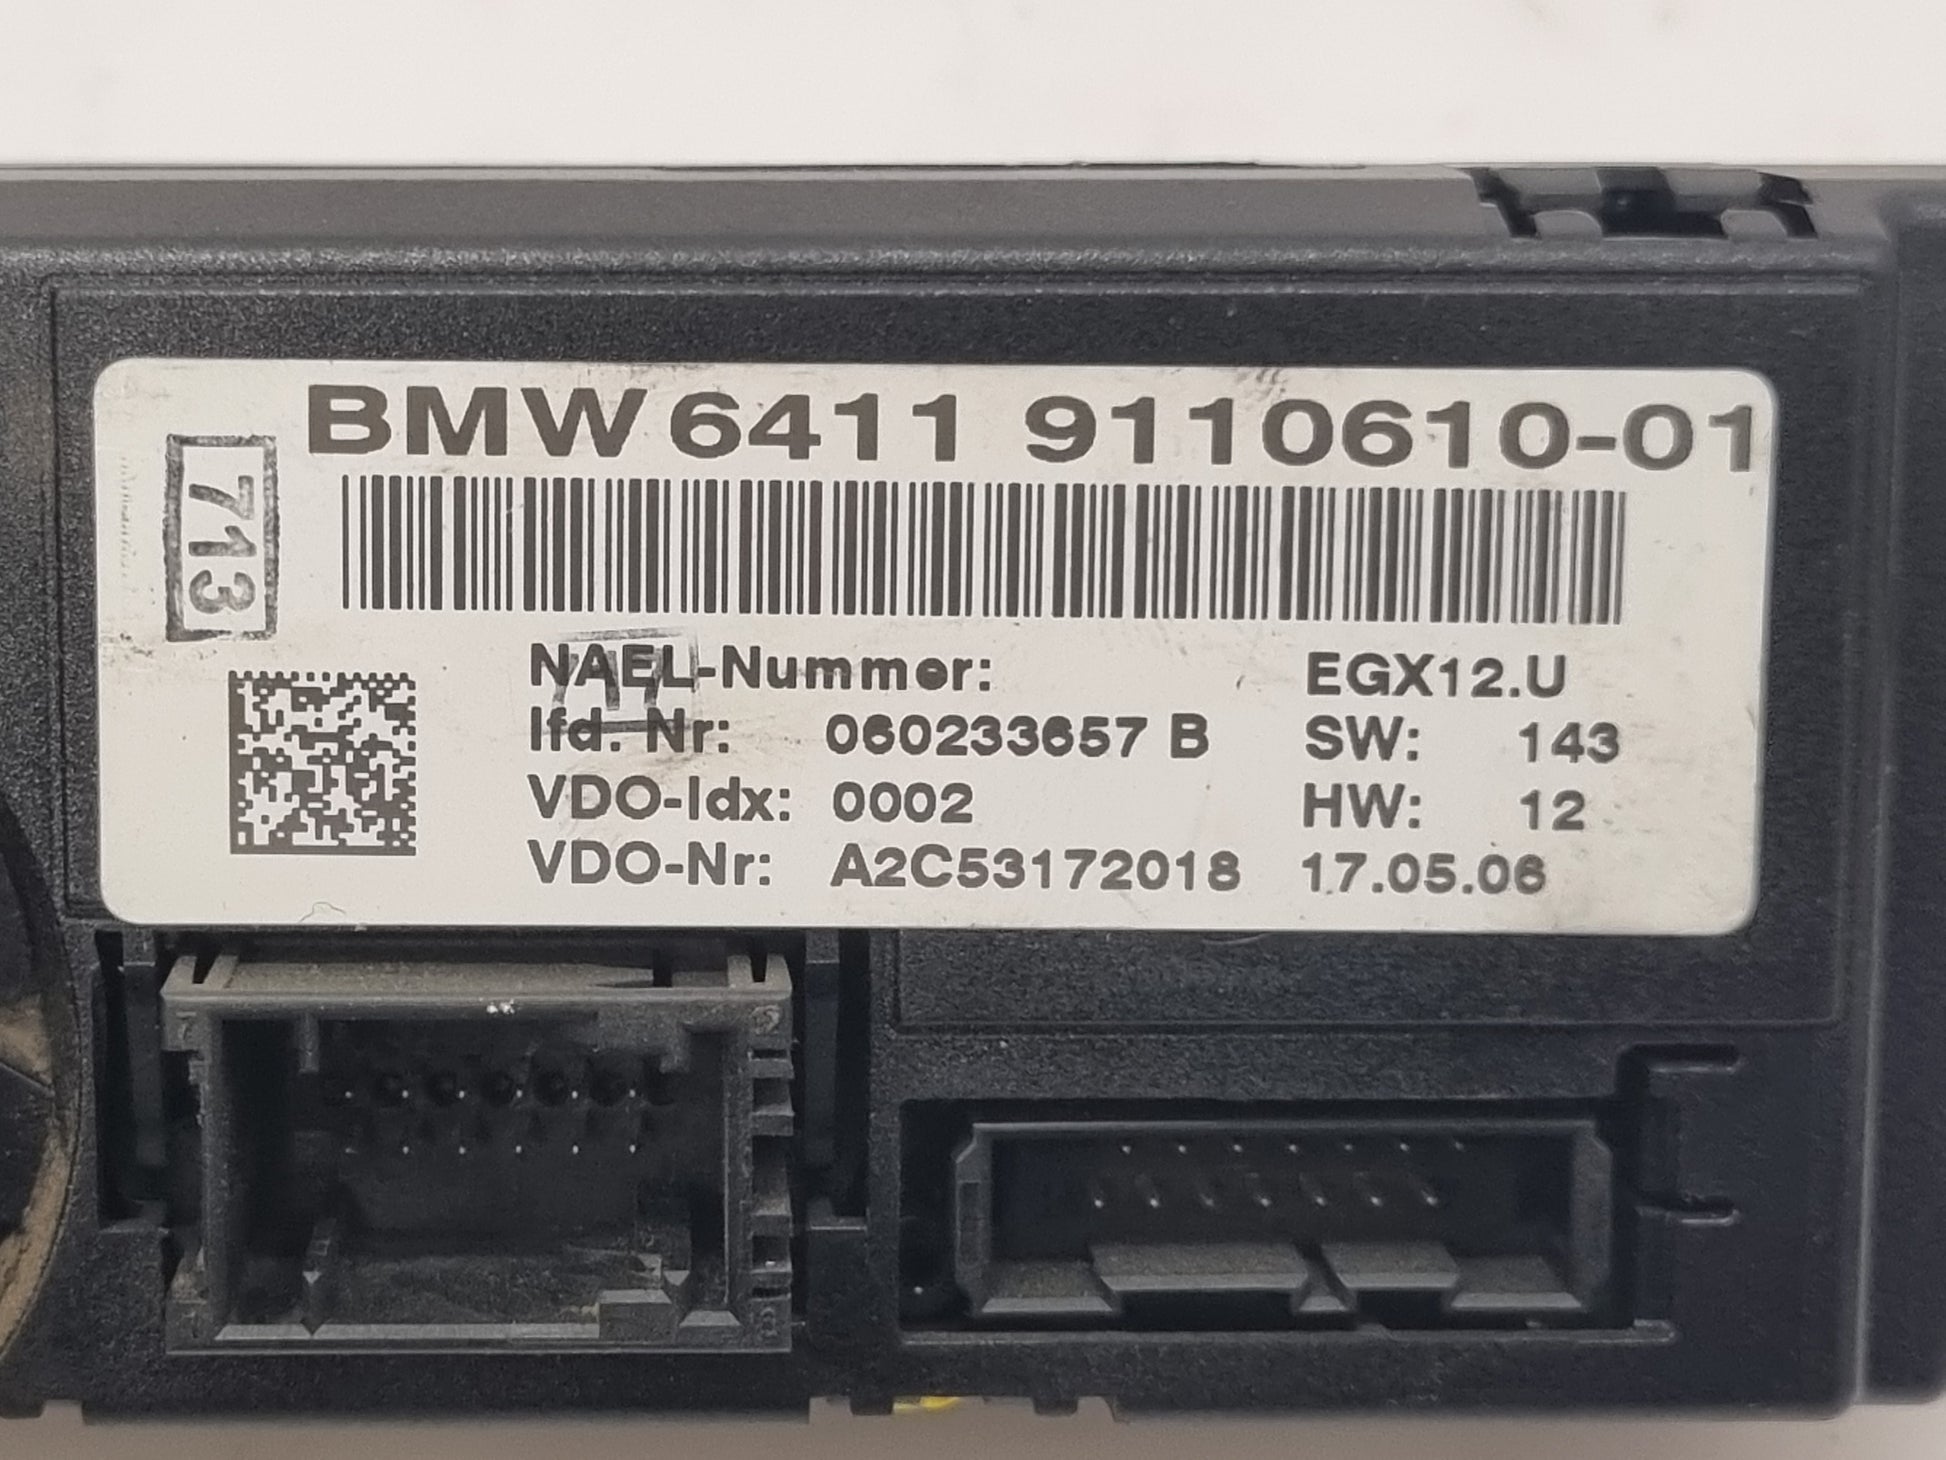 BMW 6411 9110610-01
713
NAEL-Nummer: EGX12.U
lfd. Nr: 060233657 B SW: 143
VDO-Idx: 0002 HW: 12
VDO-Nr: A2C53172018 17.05.06